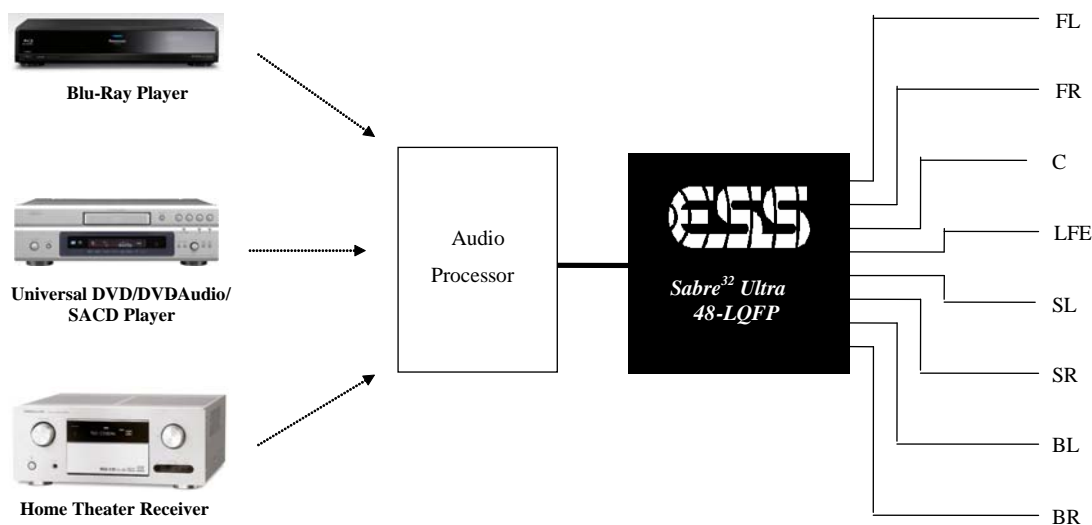 Blu-Ray Player
Universal DVD/DVDAudio/
SACD Player
Home Theater Receiver
Audio
Processor
ESS
Sabre32 Ultra
48-LQFP
FL
FR
C
LFE
SL
SR
BL
BR